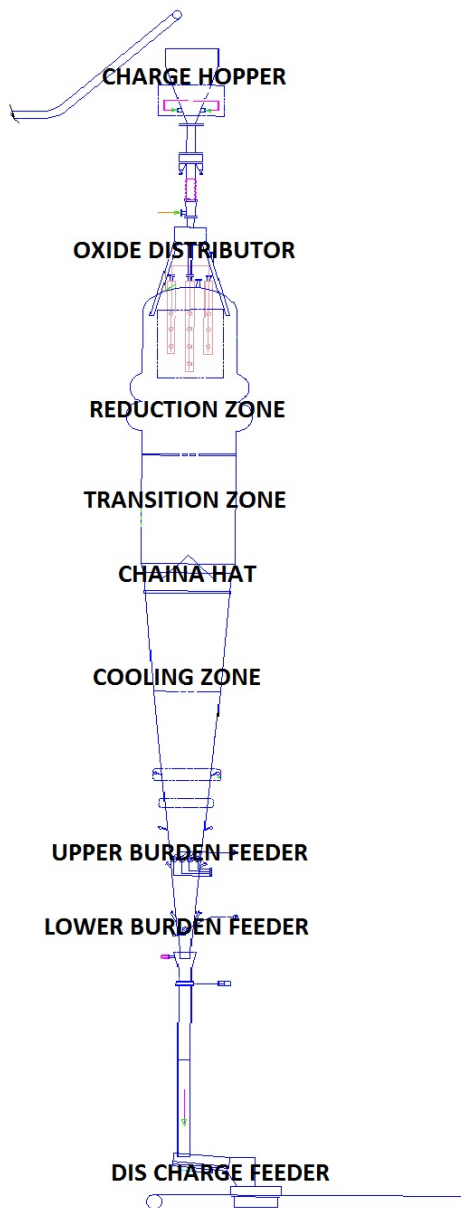 CHARGE HOPPER
OXIDE DISTRIBUTOR
REDUCTION ZONE
TRANSITION ZONE
CHAINA HAT
COOLING ZONE
UPPER BURDEN FEEDER
LOWER BURDEN FEEDER
DIS CHARGE FEEDER